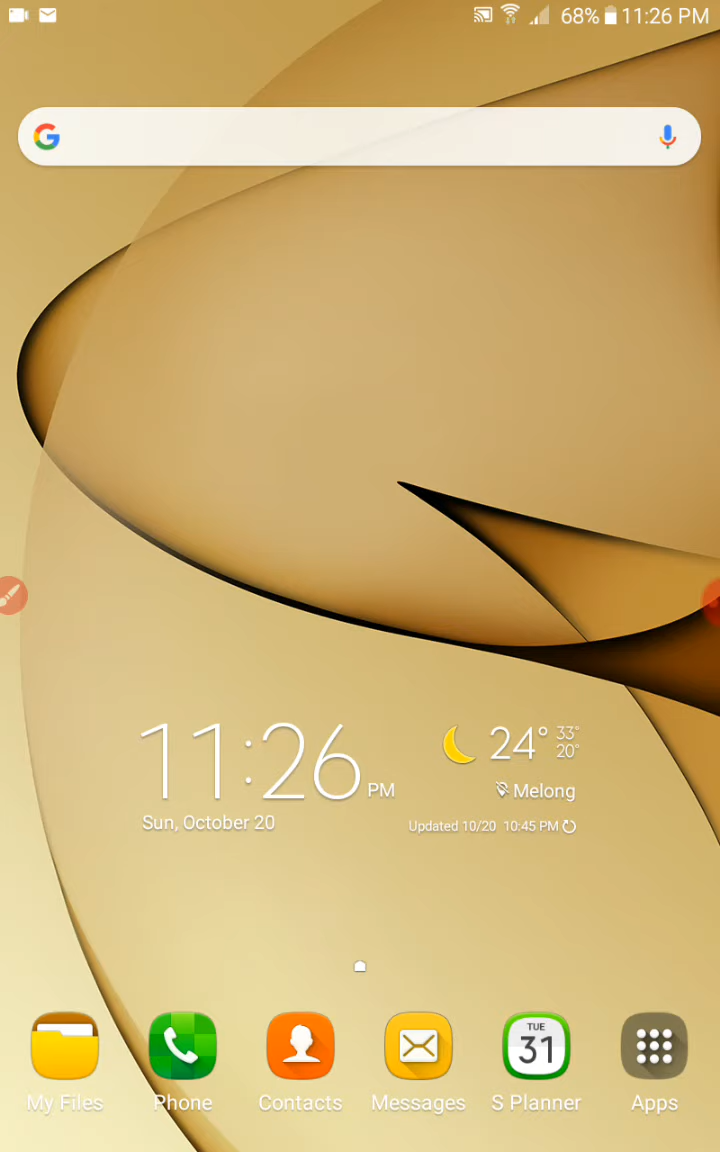 68% 11:26 PM
G
11:26 PM
24° 33°
20°
Melong
Sun, October 20
Updated 10/20 10:45 PM
TUE
31
My Files Phone Contacts Messages S Planner Apps